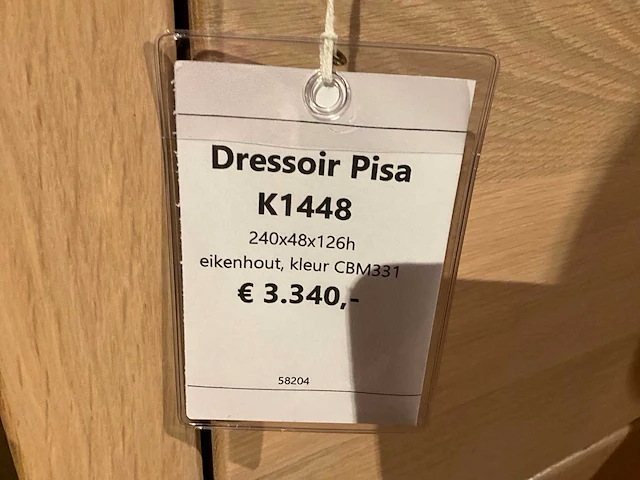 Dressoir Pisa
K1448
240x48x126h
eikenhout, kleur CBM331
€ 3.340,-
58204